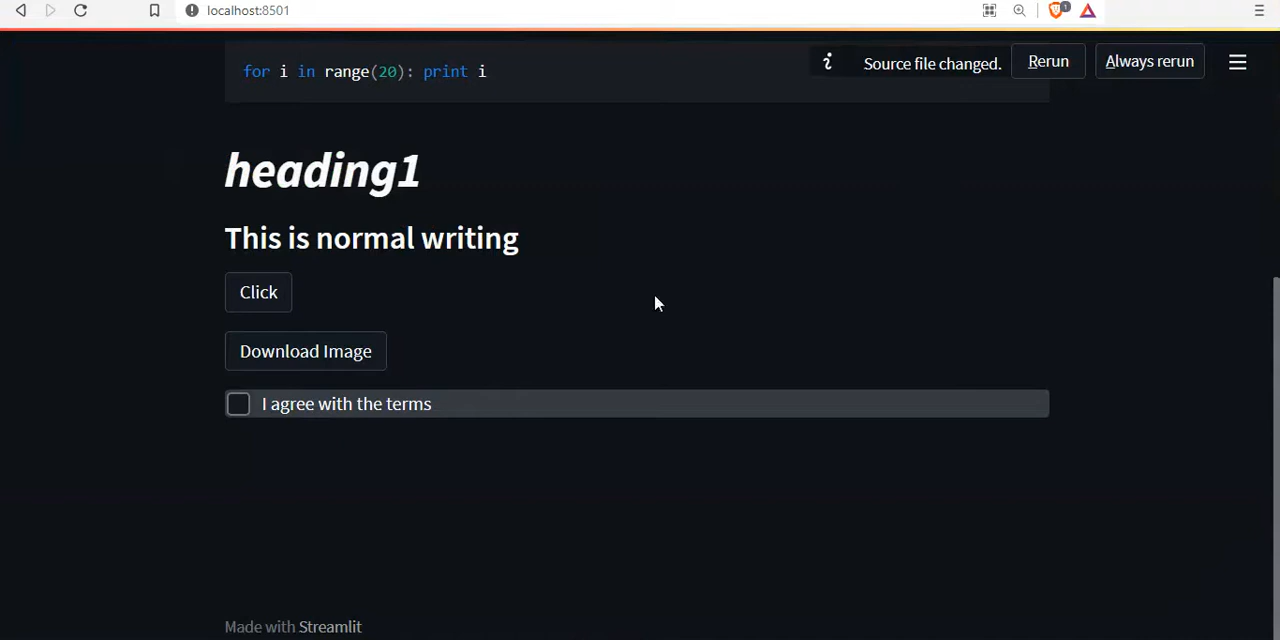 localhost:8501
1
for i in range(20): print i
Source file changed. Rerun Always rerun
heading1
This is normal writing
Click
Download Image
I agree with the terms
Made with Streamlit